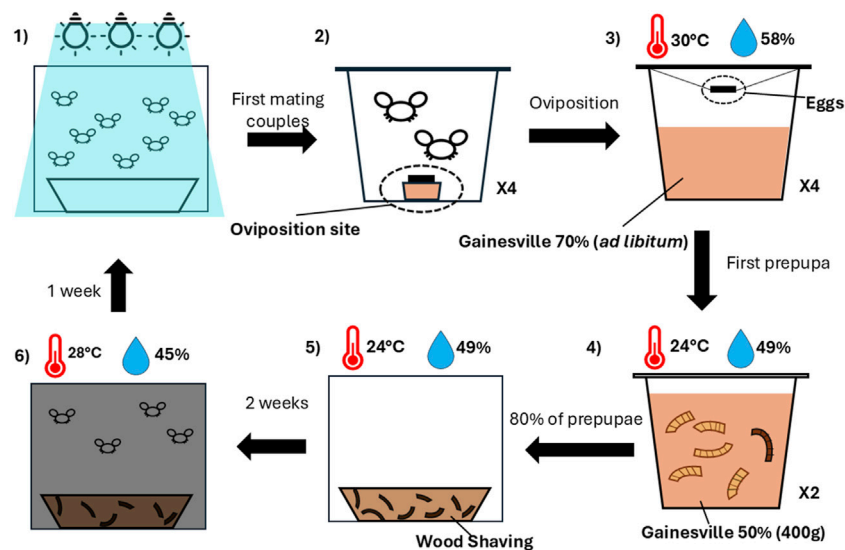 1)
First mating
couples
2)
X4
Oviposition site
Oviposition
3)
30°C
58%
Eggs
X4
Gainesville 70% (ad libitum)
First prepupa
4)
24°C
49%
X2
Gainesville 50% (400g)
80% of prepupae
5)
24°C
49%
Wood Shaving
2 weeks
6)
28°C
45%
1 week